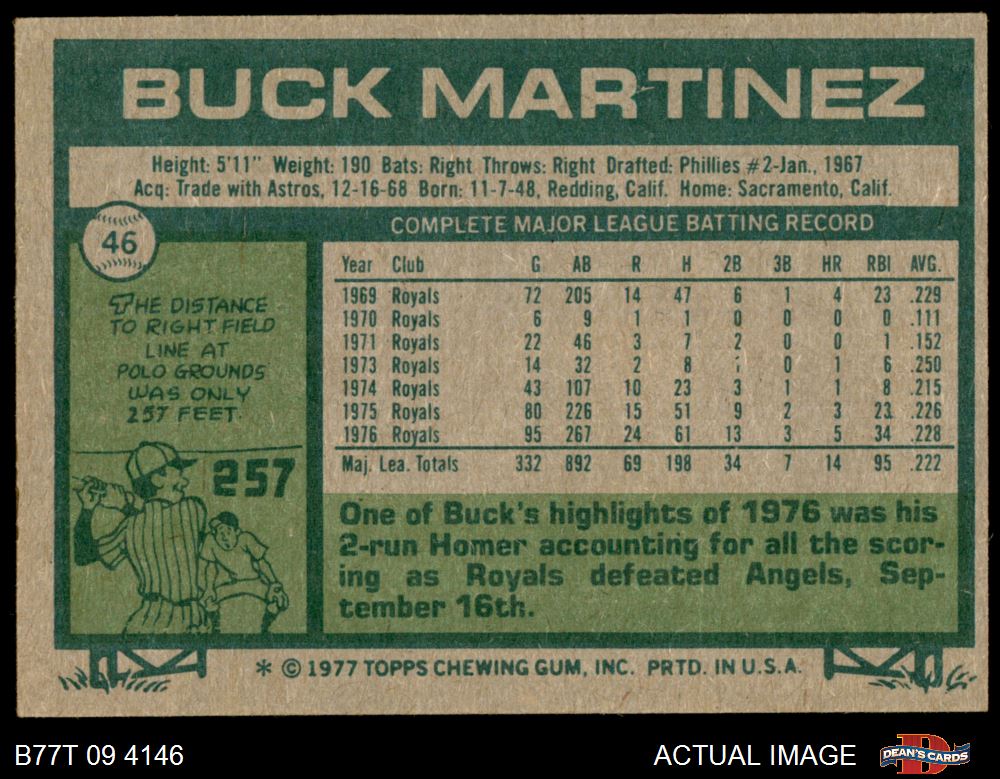 BUCK MARTINEZ
Height: 5'11" Weight: 190 Bats: Right Throws: Right Drafted: Phillies #2-Jan., 1967
Acq: Trade with Astros, 12-16-68 Born: 11-7-48, Redding, Calif. Home: Sacramento, Calif.
46
COMPLETE MAJOR LEAGUE BATTING RECORD
THE DISTANCE
TO RIGHT FIELD
LINE AT
POLO GROUNDS
WAS ONLY
257 FEET.
257
Year Club G AB R H 2B 3B HR RBI AVG.
1969 Royals 72 205 14 47 6 1 4 23 .229
1970 Royals 6 9 1 1 0 0 0 0 .111
1971 Royals 22 46 3 7 2 0 0 1 .152
1973 Royals 14 32 2 8 0 1 6 .250
1974 Royals 43 107 10 23 3 1 1 8 .215
1975 Royals 80 226 15 51 9 2 3 23 .226
1976 Royals 95 267 24 61 13 3 5 34 .228
Maj. Lea. Totals 332 892 69 198 34 7 14 95 .222
One of Buck's highlights of 1976 was his
2-run Homer accounting for all the scor-
ing as Royals defeated Angels, Sep-
tember 16th.
* © 1977 TOPPS CHEWING GUM, INC. PRTD. IN U.S.A.
B77T 09 4146
ACTUAL IMAGE
DEAN'S CARDS